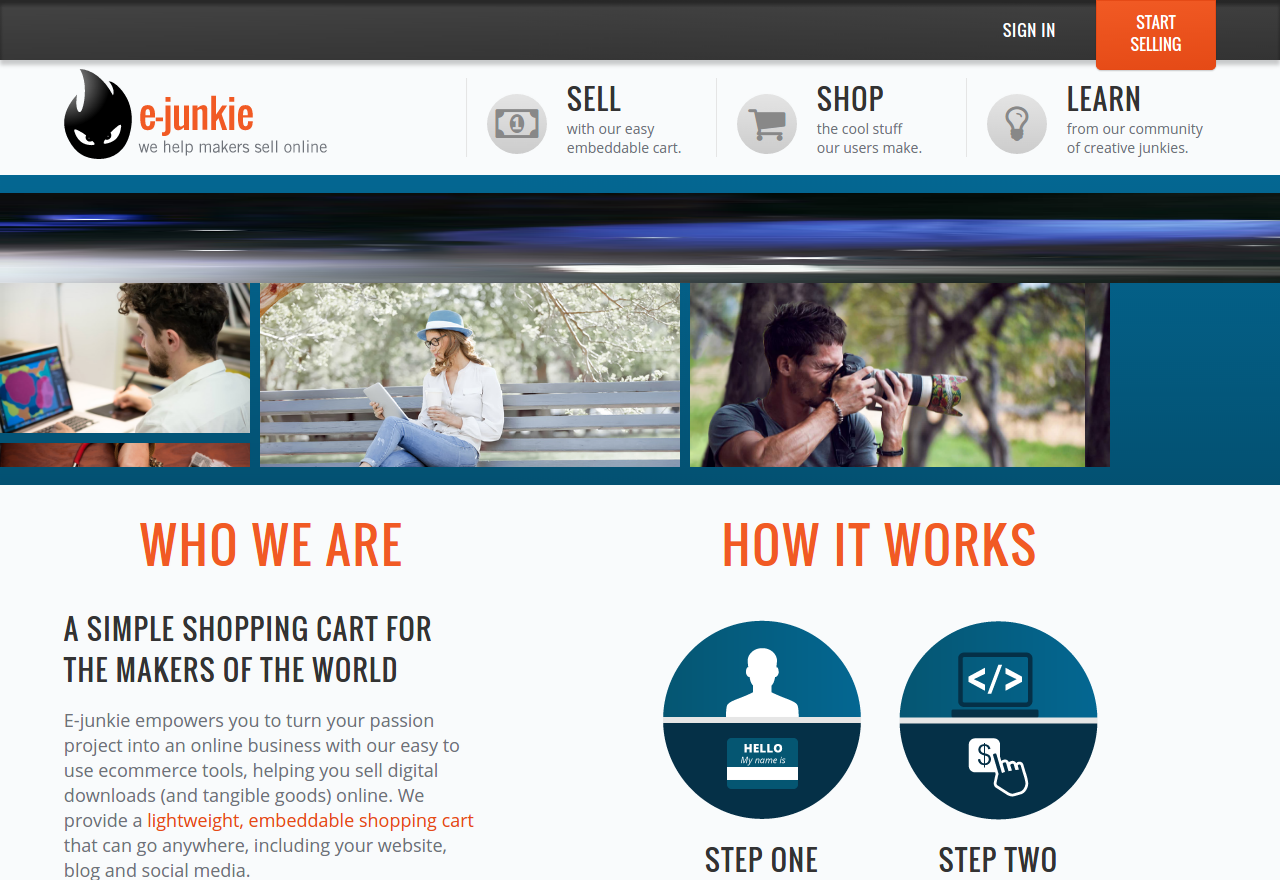 SIGN IN
START
SELLING
e-junkie
we help makers sell online
SELL
with our easy
embeddable cart.
SHOP
the cool stuff
our users make.
LEARN
from our community
of creative junkies.
WHO WE ARE
A SIMPLE SHOPPING CART FOR
THE MAKERS OF THE WORLD
E-junkie empowers you to turn your passion
project into an online business with our easy to
use ecommerce tools, helping you sell digital
downloads (and tangible goods) online. We
provide a lightweight, embeddable shopping cart
that can go anywhere, including your website,
blog and social media.
HOW IT WORKS
HELLO
My name is
STEP ONE
</>
$
STEP TWO